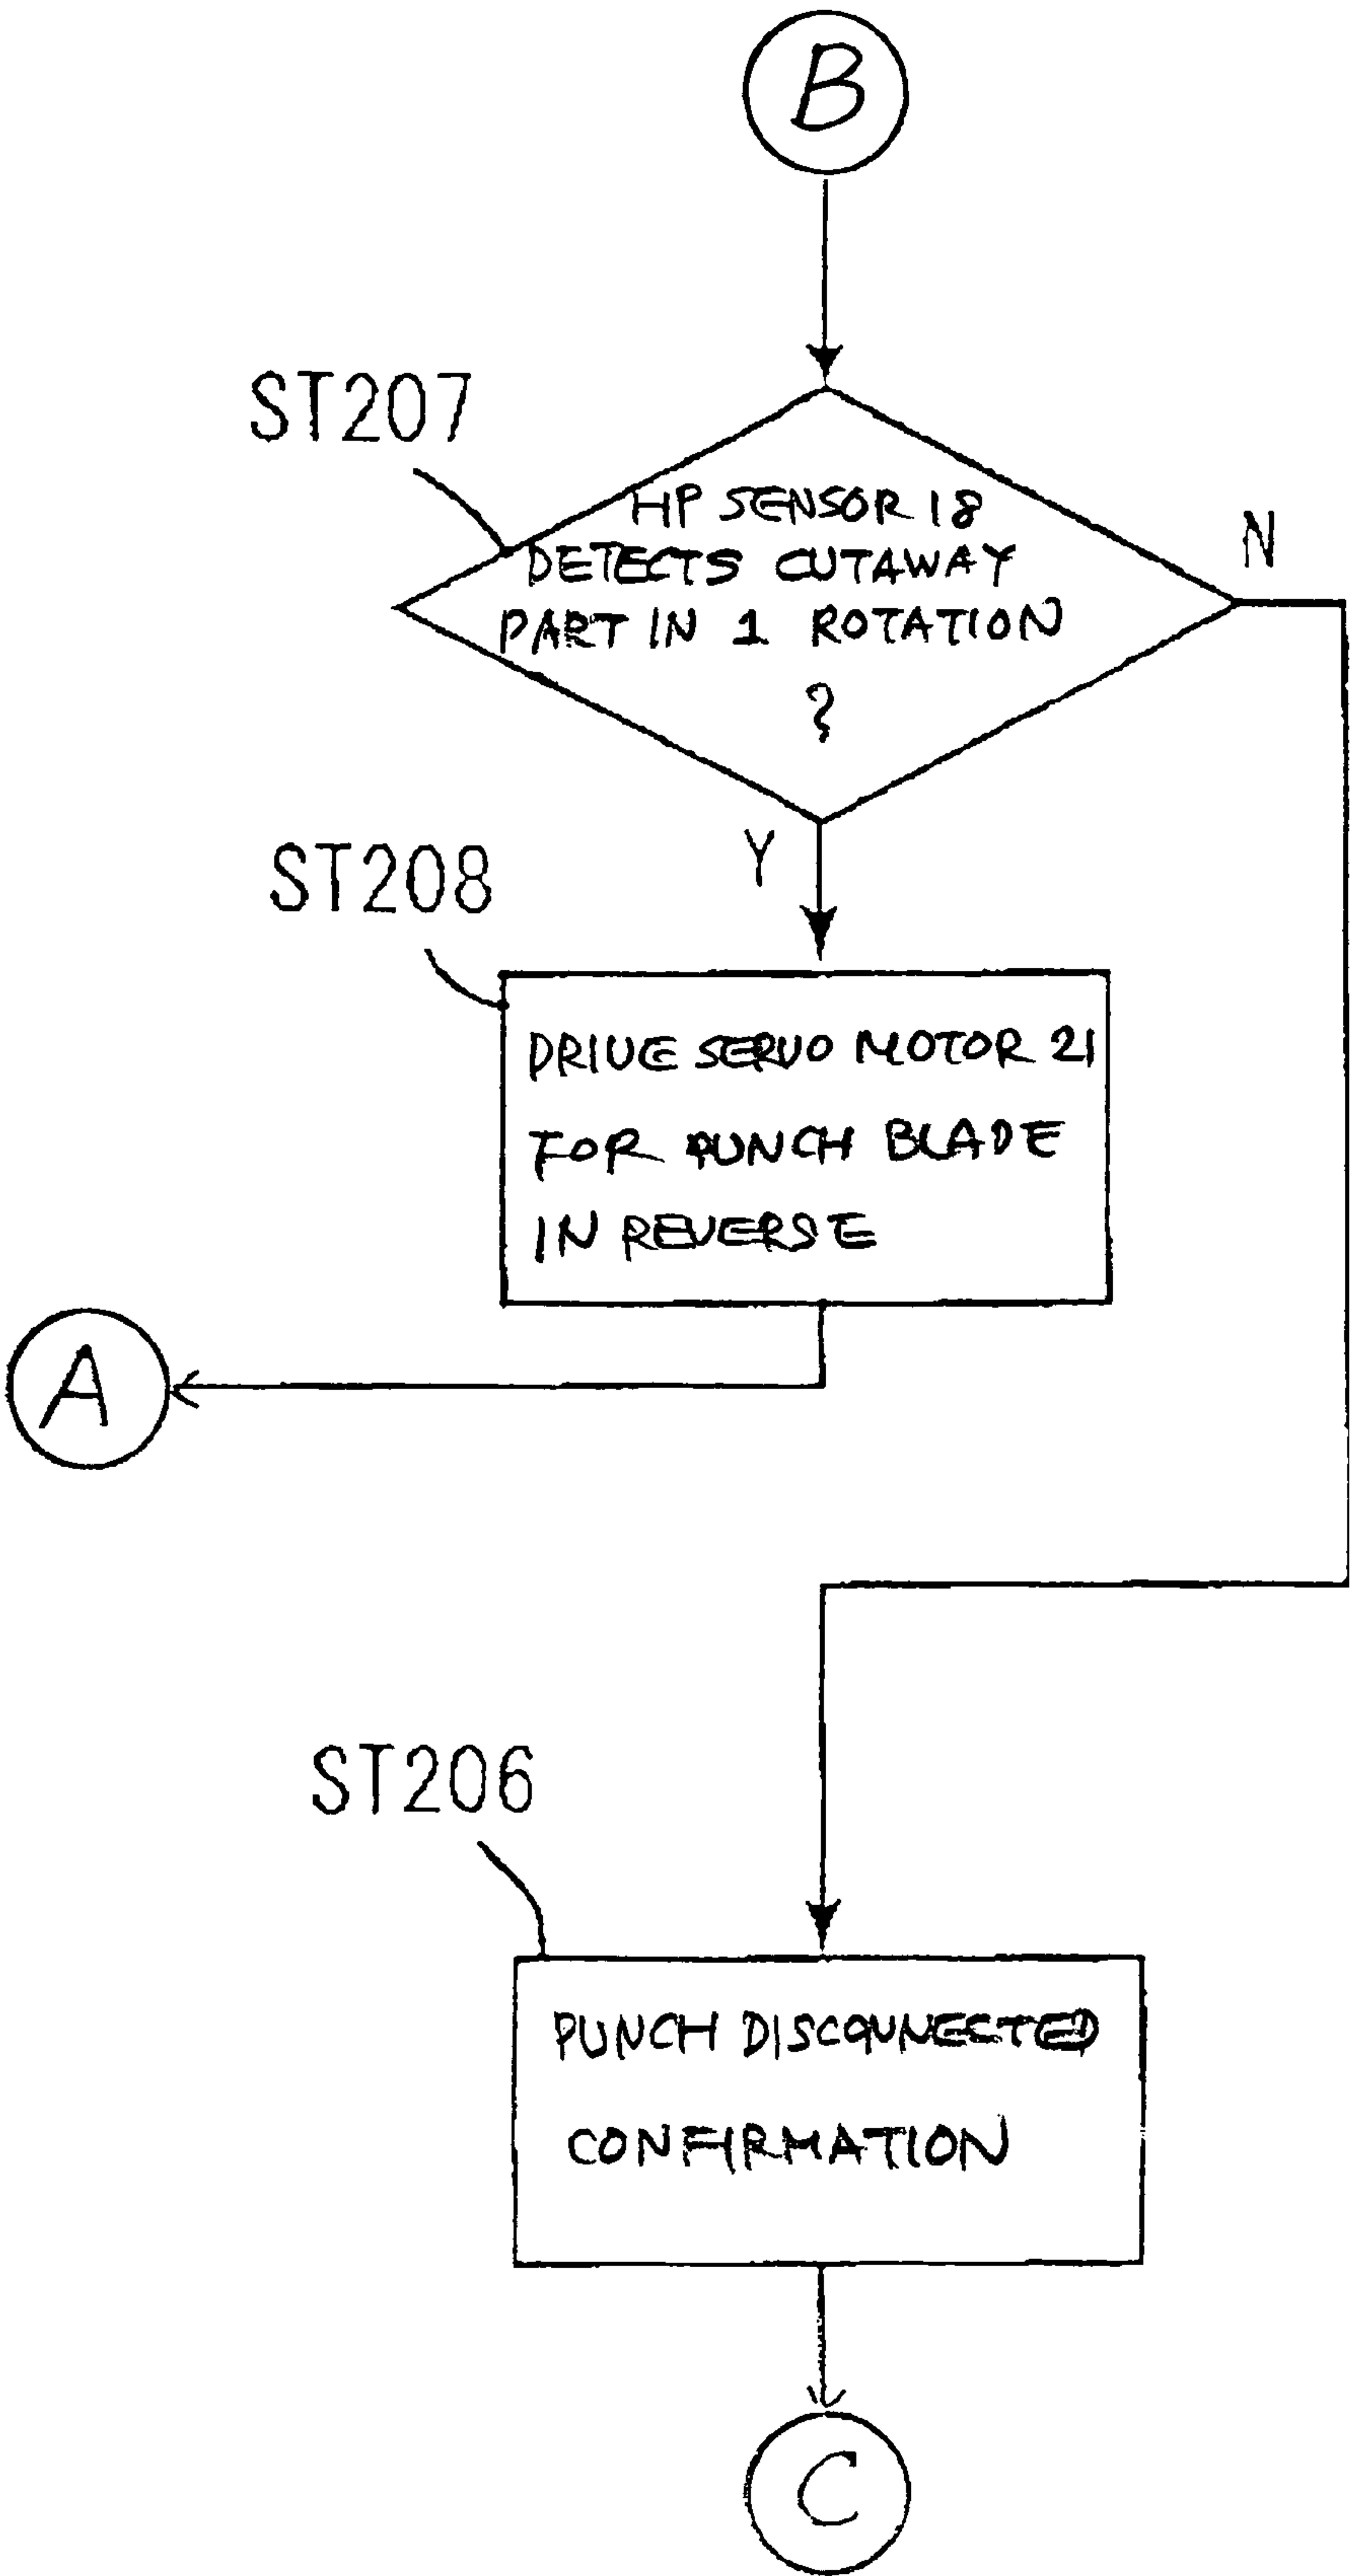 B
ST207
HP SENSOR 18
DETECTS CUTAWAY
PART IN 1 ROTATION
?
N
Y
ST208
DRIVE SERVO MOTOR 21
FOR PUNCH BLADE
IN REVERSE
A
ST206
PUNCH DISCONNECTED
CONFIRMATION
C